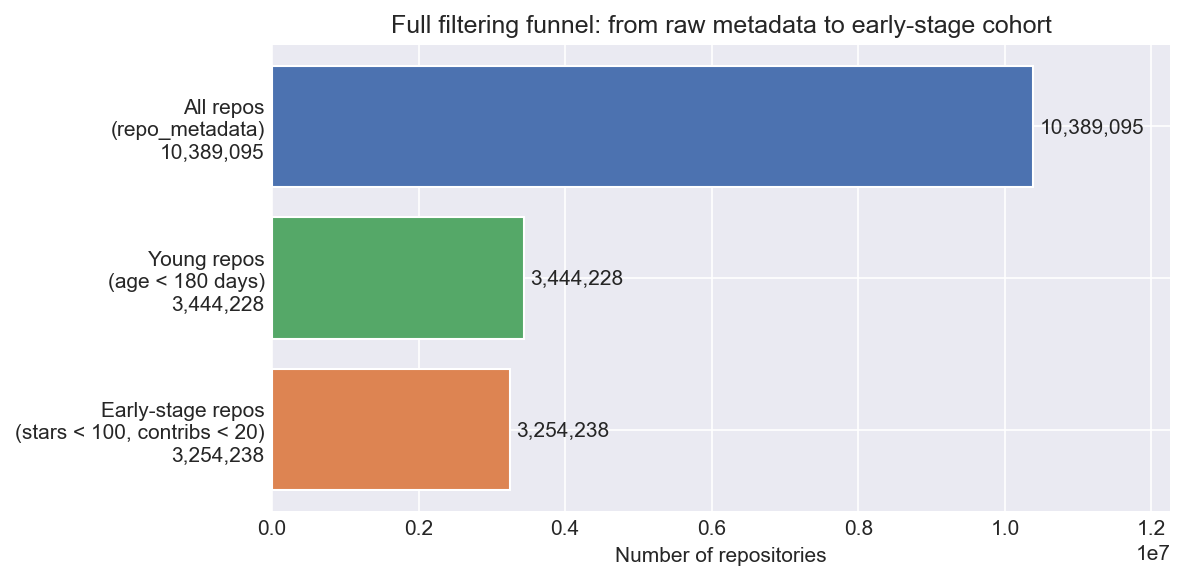 Full filtering funnel: from raw metadata to early-stage cohort
All repos
(repo_metadata)
10,389,095
10,389,095
Young repos
(age < 180 days)
3,444,228
3,444,228
Early-stage repos
(stars < 100, contribs < 20)
3,254,238
3,254,238
0.0 0.2 0.4 0.6 0.8 1.0 1.2
1e7
Number of repositories